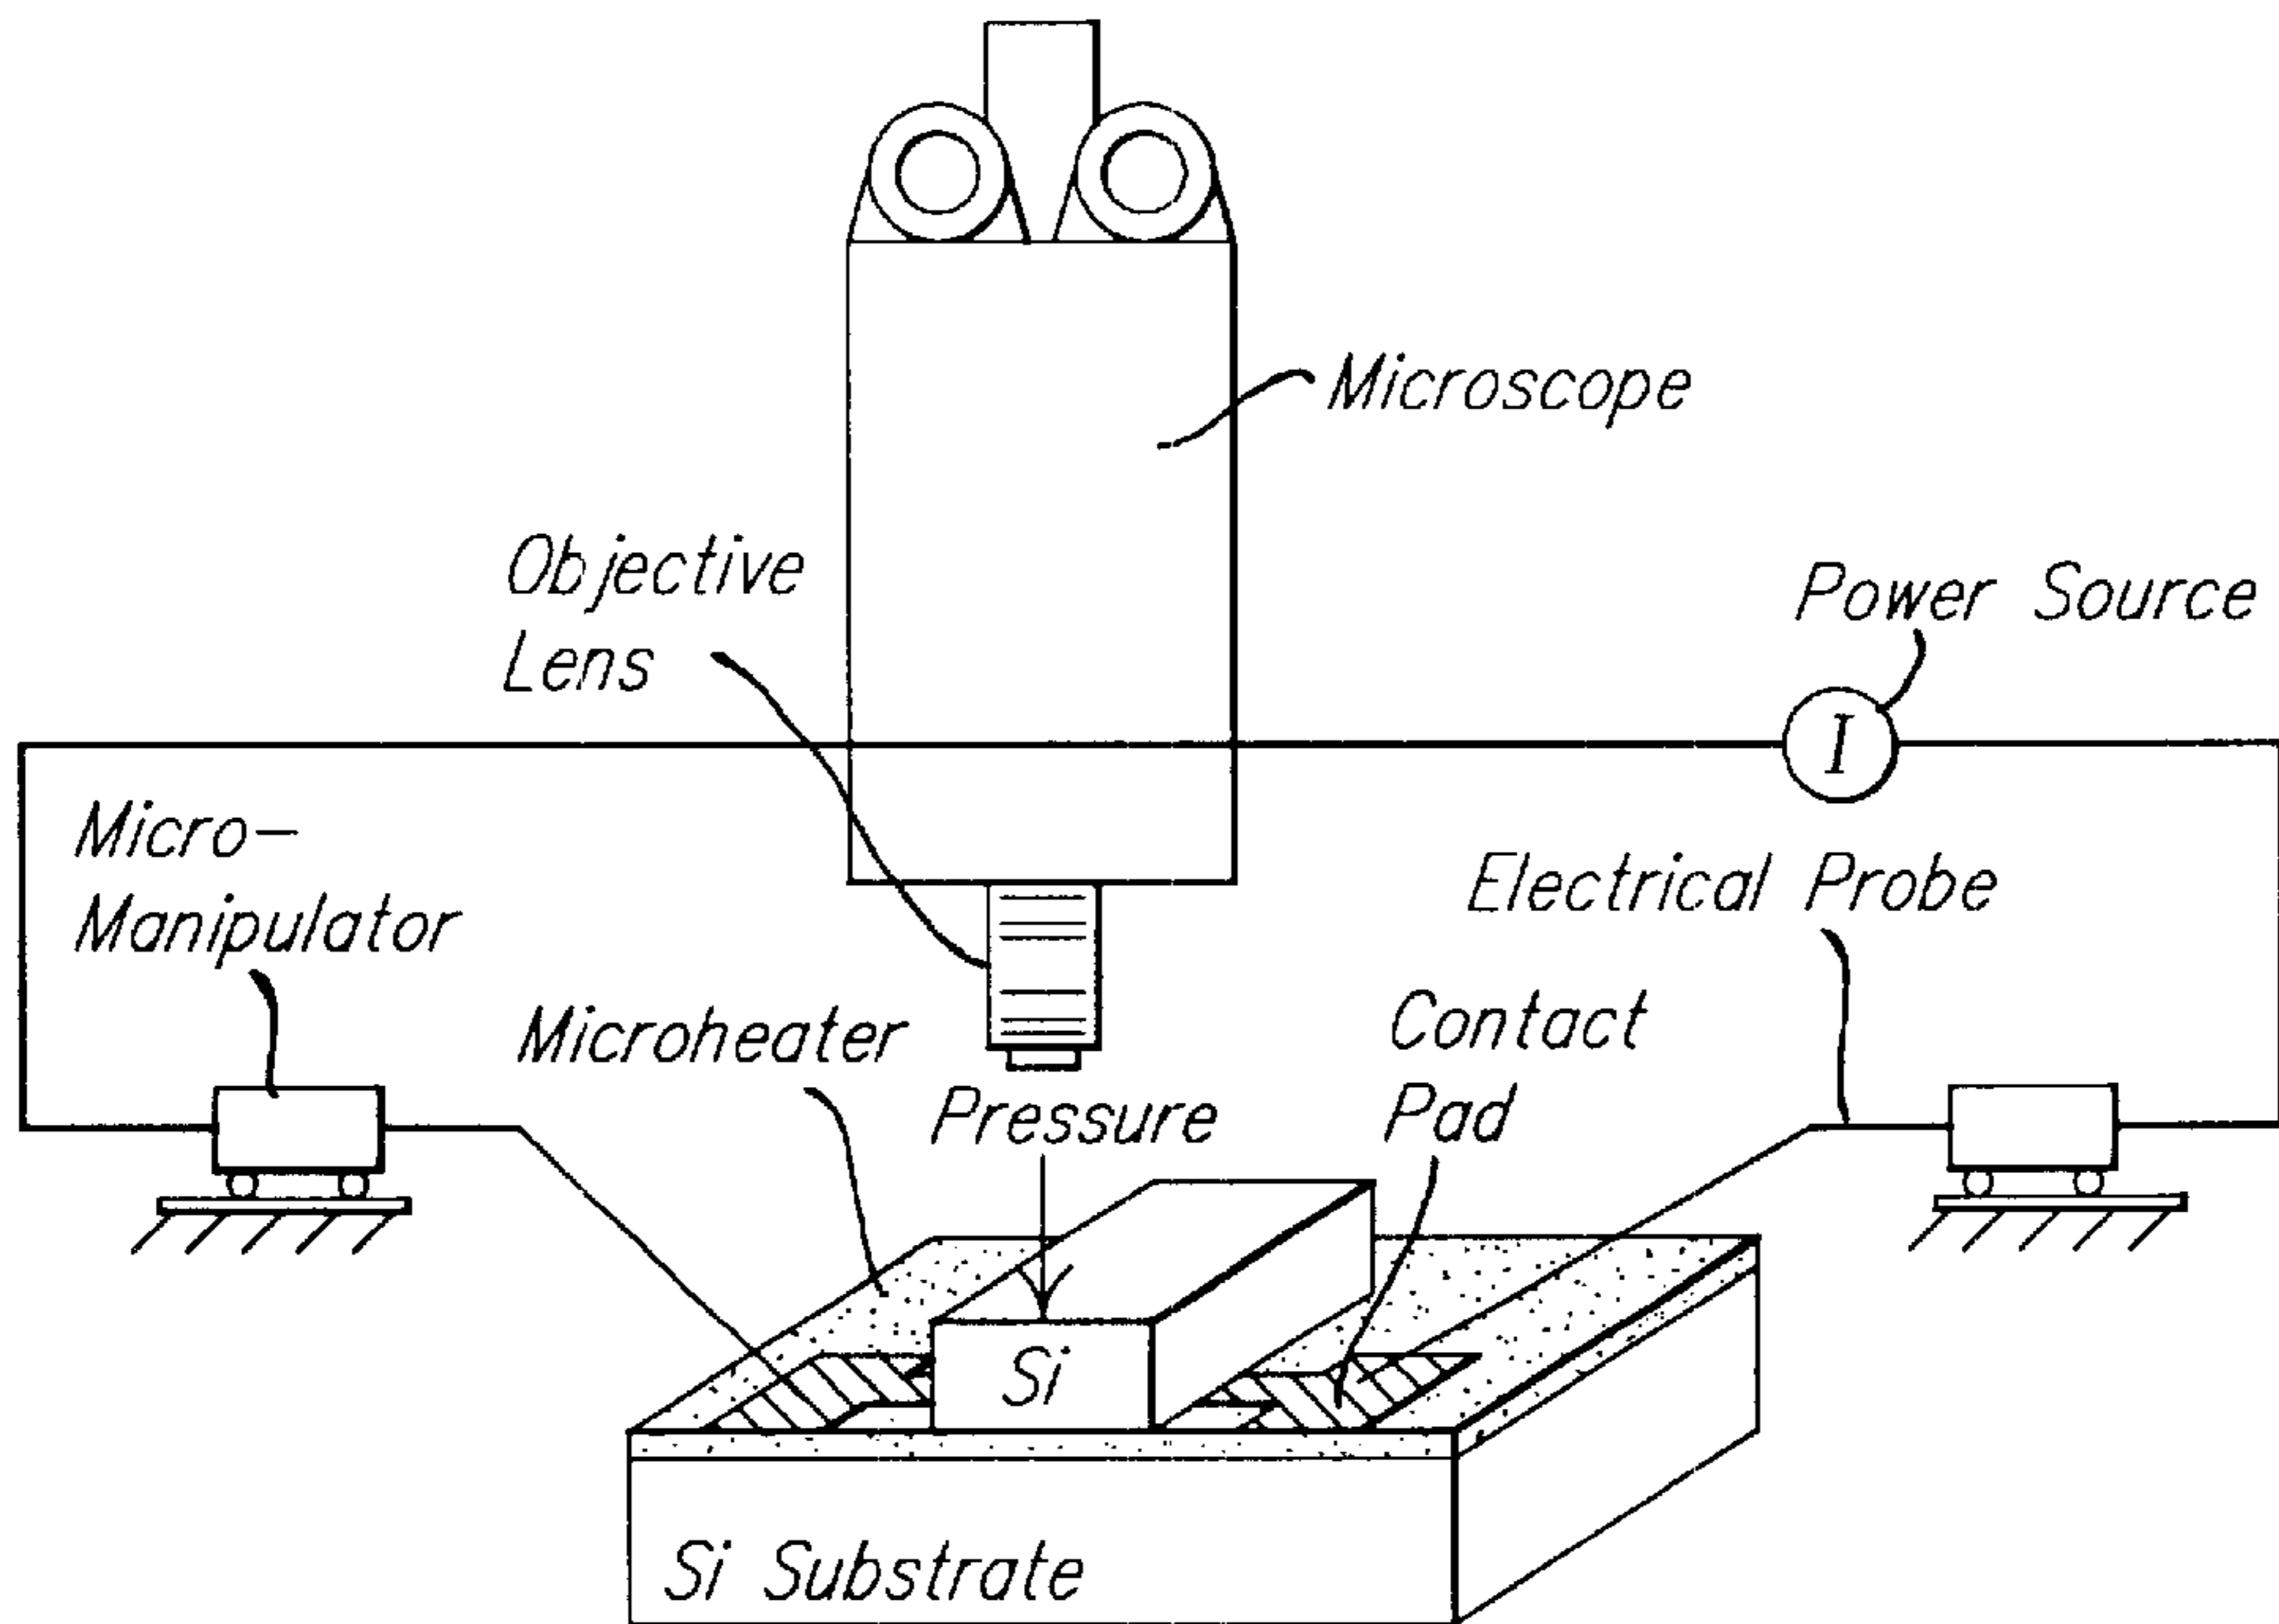 Microscope
Objective
Lens
Power Source
I
Micro-
Manipulator
Electrical Probe
Microheater
Contact
Pad
Pressure
Si
Si Substrate